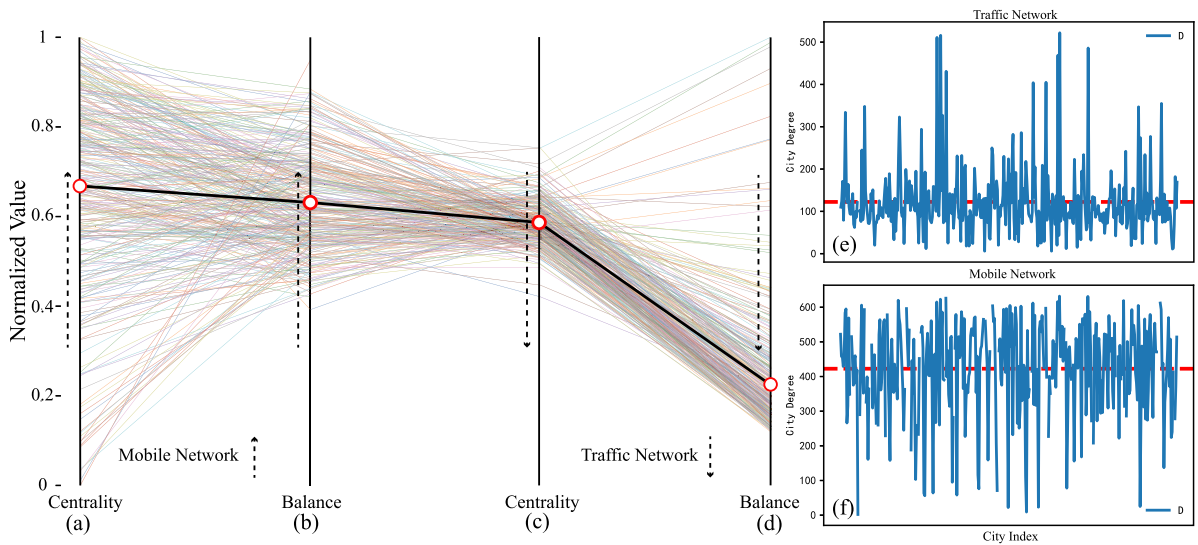 1 -
0.8 -
0.6 -
0.4 -
0.2 -
0 -
Normalized Value
Mobile Network
Traffic Network
Centrality
Balance
Centrality
Balance
(a)
(b)
(c)
(d)
Traffic Network
D
500
400
300
200
100
0
City Degree
(e)
Mobile Network
600
500
400
300
200
100
0
City Degree
(f)
D
City Index